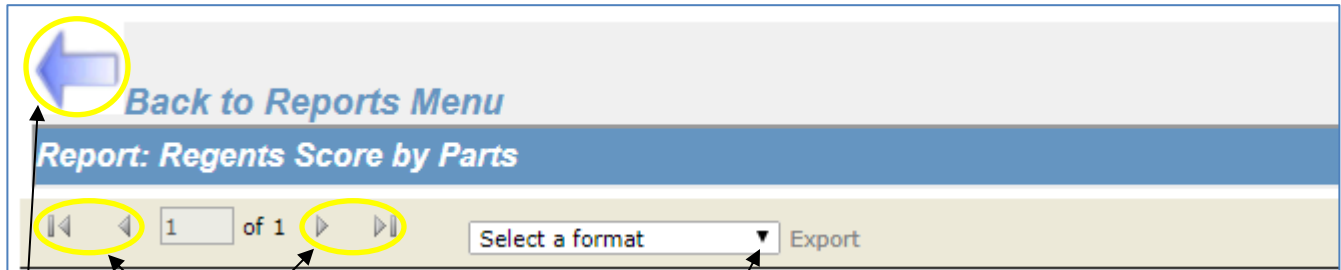 Back to Reports Menu
Report: Regents Score by Parts
1 of 1 Select a format Export